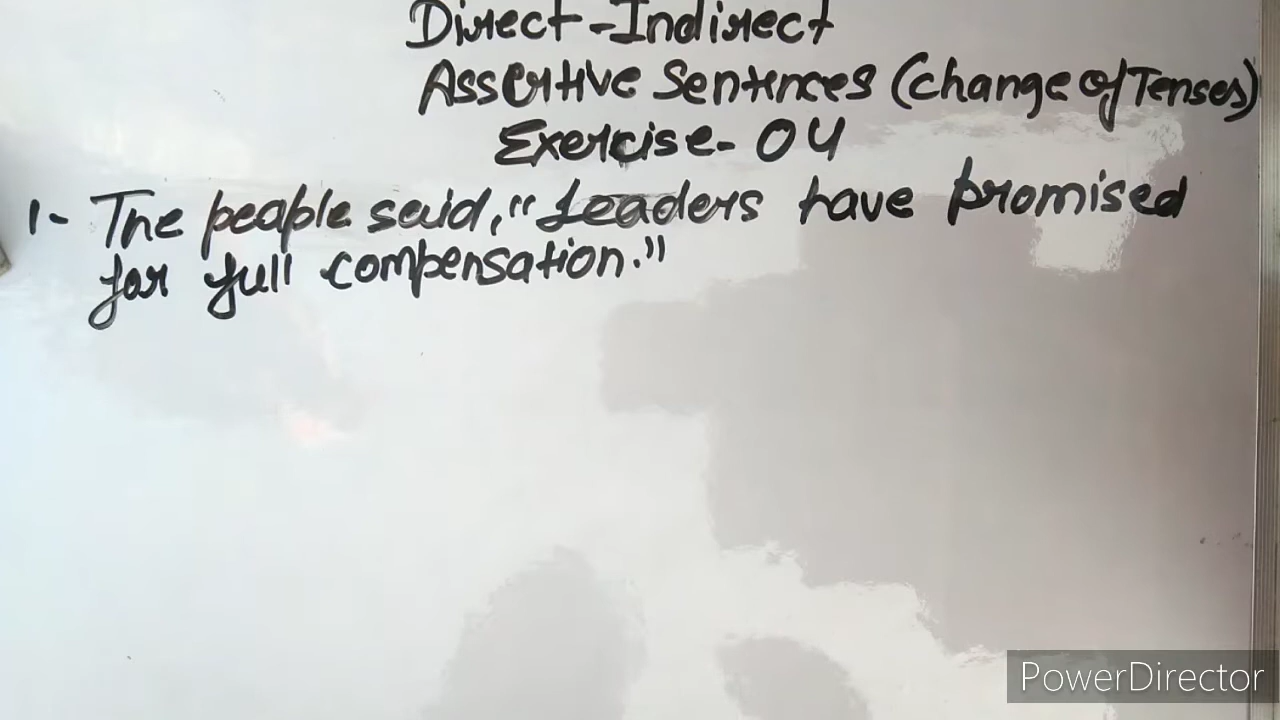 Direct-Indirect
Assertive Sentences (Change of Tenses)
Exercise-04
1- The people said, "Leaders have promised
for full compensation."
PowerDirector